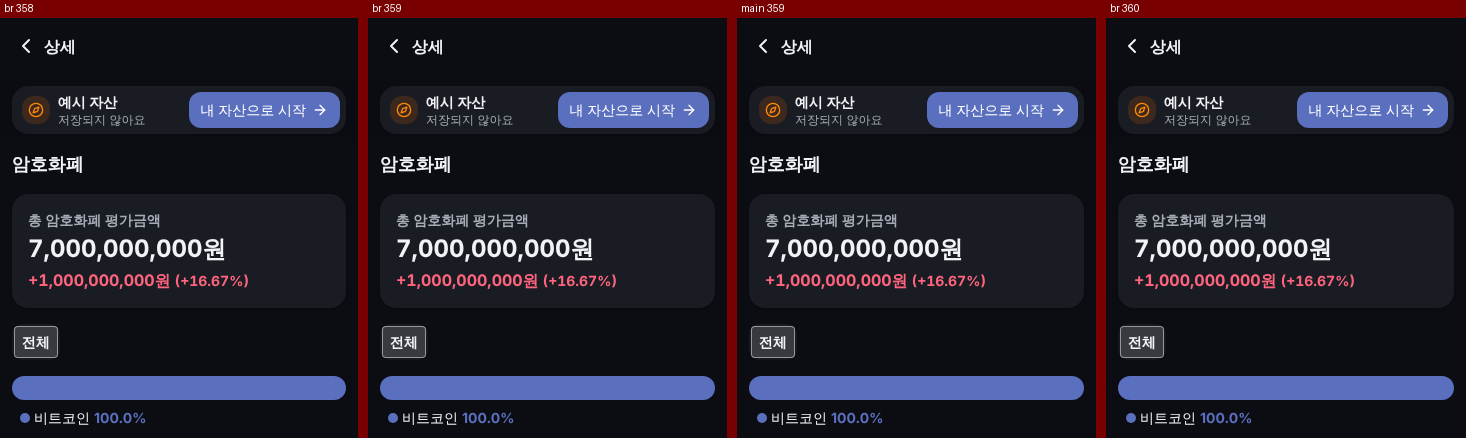 br 358
상세
예시 자산
저장되지 않아요
내 자산으로 시작 →
암호화폐
총 암호화폐 평가금액
7,000,000,000원
+1,000,000,000원 (+16.67%)
전체
비트코인 100.0%
br 359
상세
예시 자산
저장되지 않아요
내 자산으로 시작 →
암호화폐
총 암호화폐 평가금액
7,000,000,000원
+1,000,000,000원 (+16.67%)
전체
비트코인 100.0%
main 359
상세
예시 자산
저장되지 않아요
내 자산으로 시작 →
암호화폐
총 암호화폐 평가금액
7,000,000,000원
+1,000,000,000원 (+16.67%)
전체
비트코인 100.0%
br 360
상세
예시 자산
저장되지 않아요
내 자산으로 시작 →
암호화폐
총 암호화폐 평가금액
7,000,000,000원
+1,000,000,000원 (+16.67%)
전체
비트코인 100.0%